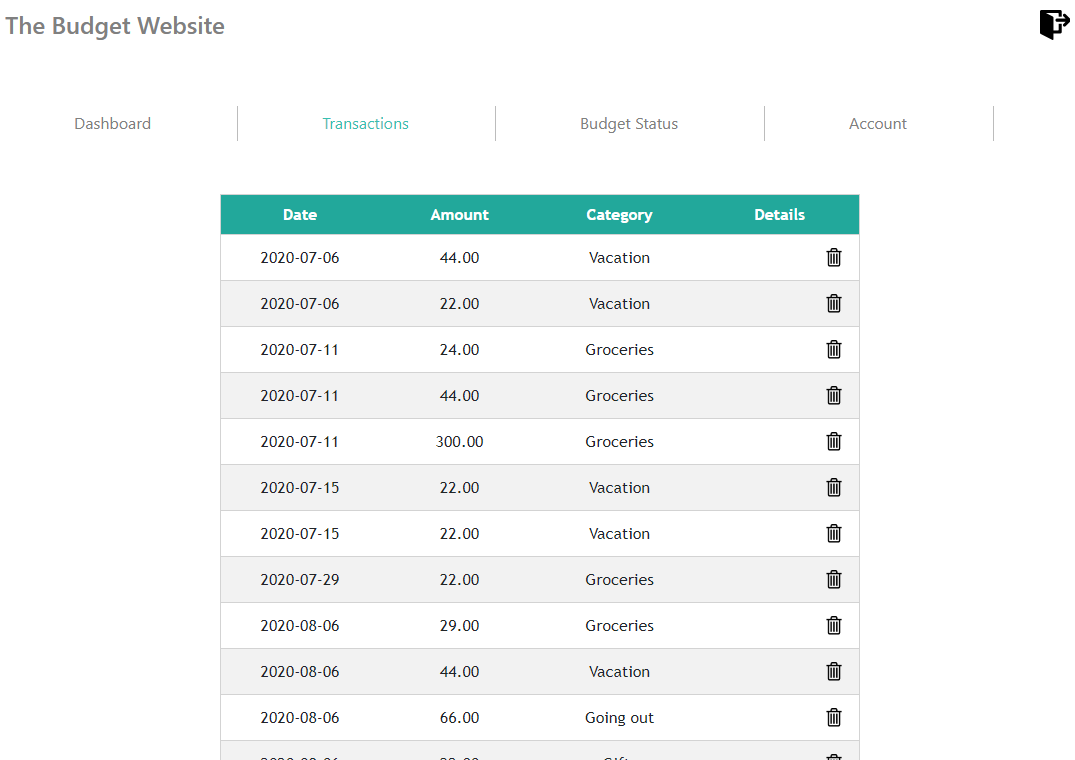 The Budget Website
Dashboard Transactions Budget Status Account
Date Amount Category Details
2020-07-06 44.00 Vacation
2020-07-06 22.00 Vacation
2020-07-11 24.00 Groceries
2020-07-11 44.00 Groceries
2020-07-11 300.00 Groceries
2020-07-15 22.00 Vacation
2020-07-15 22.00 Vacation
2020-07-29 22.00 Groceries
2020-08-06 29.00 Groceries
2020-08-06 44.00 Vacation
2020-08-06 66.00 Going out